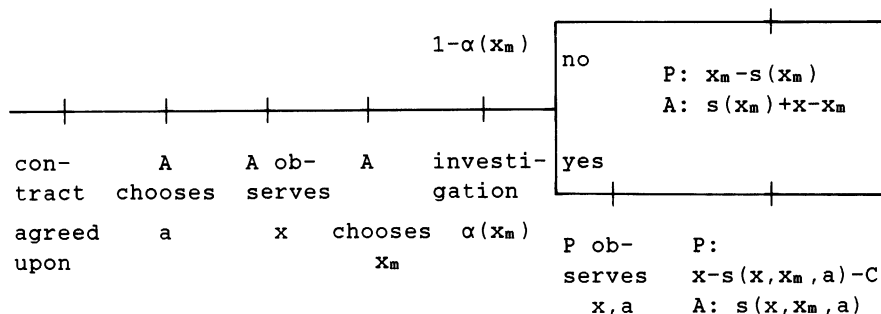 1-α(xₘ)
no
P: xₘ-s(xₘ)
A: s(xₘ)+x-xₘ
con- A A ob- A investi- yes
tract chooses serves gation
agreed a x chooses α(xₘ)
upon xₘ
P ob- P:
serves x-s(x,xₘ,a)-C
x,a A: s(x,xₘ,a)